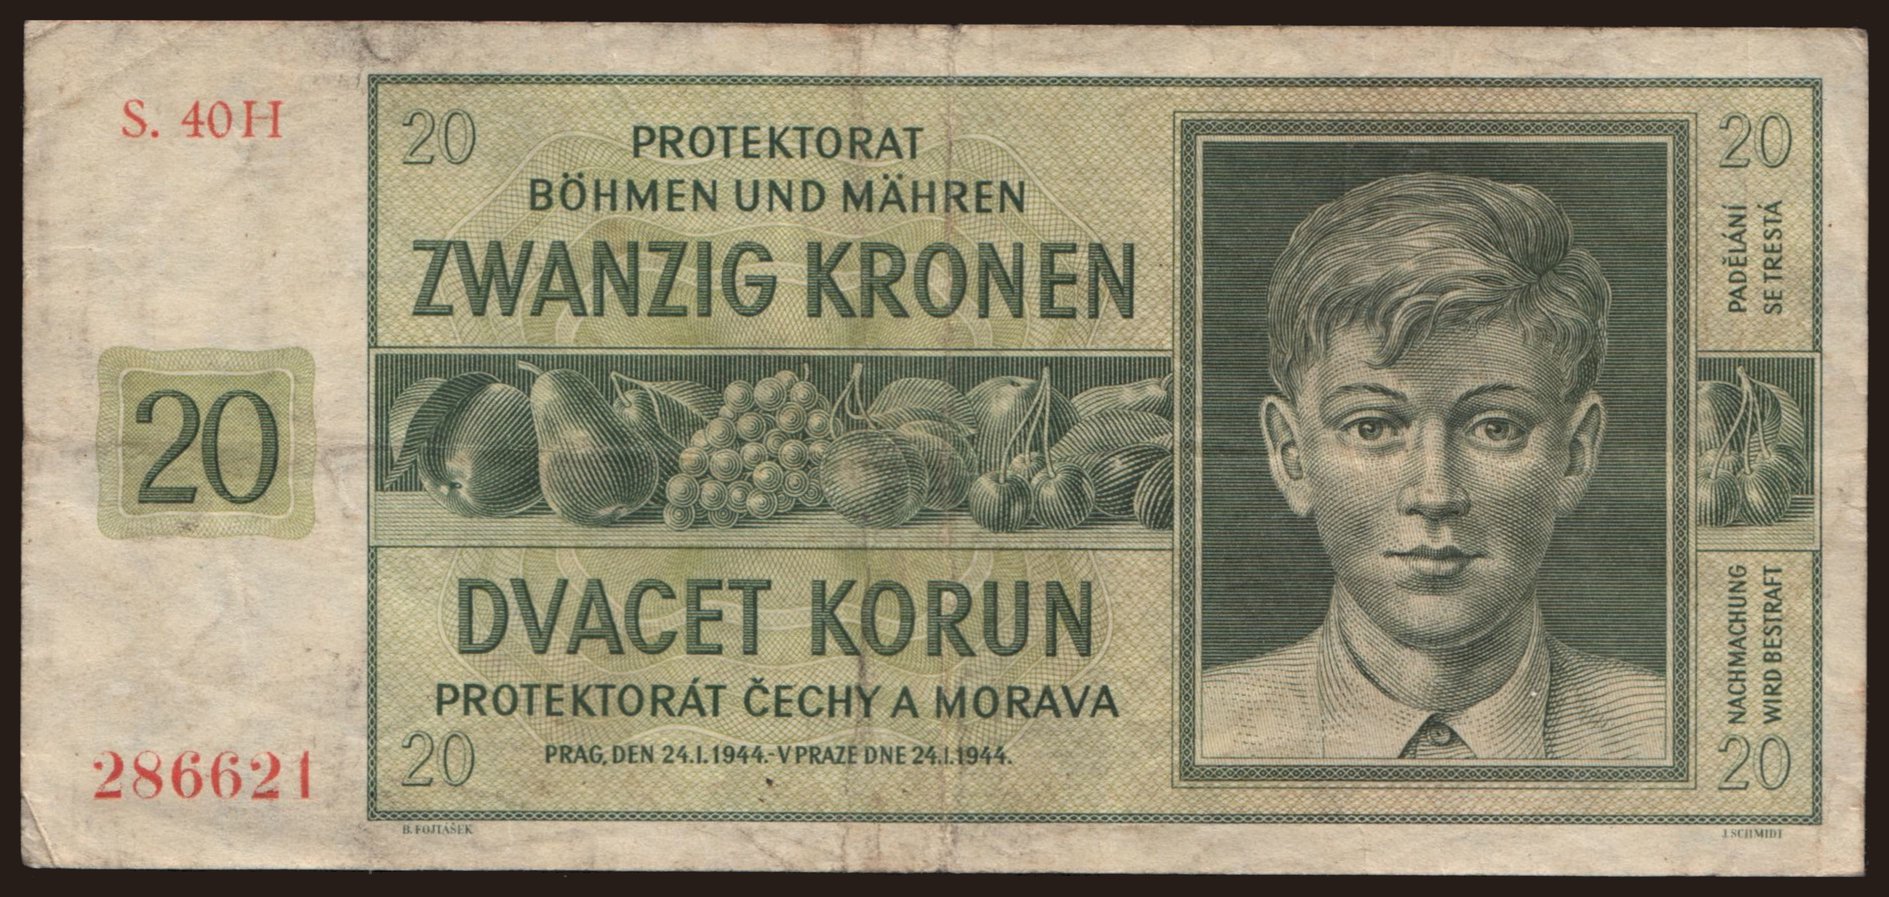 S. 40H
20
PROTEKTORAT
BÖHMEN UND MÄHREN
ZWANZIG KRONEN
20
DVACET KORUN
PROTEKTORÁT ČECHY A MORAVA
PRAG, DEN 24.I.1944.-V PRAZE DNE 24.I.1944.
20
286621
B. FOJTÁŠEK
20
PADĚLÁNÍ
SE TRESTÁ
NACHMACHUNG
WIRD BESTRAFT
20
J. SCHMIDT